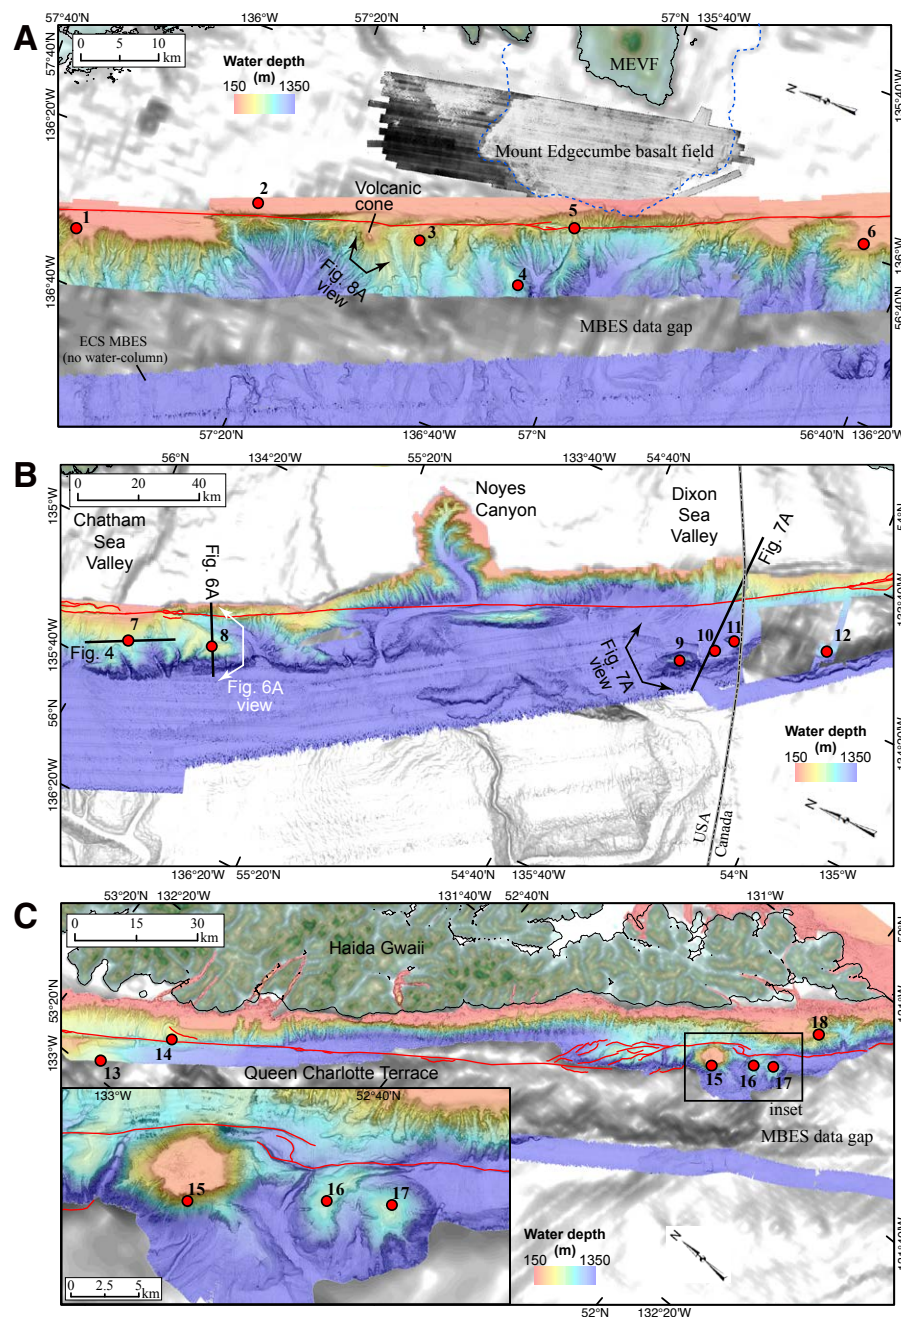 57°40'N
136°W
57°20'N
57°N
135°40'W
A
0
5
10
km
Water depth
(m)
150
1350
MEVF
N
57°40'N
136°20'W
136°40'W
135°40'W
136°W
56°40'N
Mount Edgecumbe basalt field
Volcanic
cone
1
2
3
4
5
6
Fig. 8A
view
MBES data gap
ECS MBES
(no water-column)
57°20'N
136°40'W
57°N
56°40'N
136°20'W
B
56°N
134°20'W
55°20'N
133°40'W
54°40'N
0
20
40
km
135°W
Chatham
Sea
Valley
Noyes
Canyon
Dixon
Sea
Valley
Fig. 7A
Fig. 6A
7
8
9
10
11
12
Fig. 4
Fig. 6A
view
Fig. 7A
view
135°40'W
56°N
136°20'W
Water depth
(m)
150
1350
USA
Canada
N
136°20'W
55°20'N
54°40'N
135°40'W
54°N
135°W
C
53°20'N
132°20'W
131°40'W
52°40'N
131°W
0
15
30
km
Haida Gwaii
53°20'N
133°W
13
14
15
16
17
18
Queen Charlotte Terrace
inset
MBES data gap
133°W
52°40'N
15
16
17
0
2.5
5
km
Water depth
(m)
150
1350
N
52°N
132°20'W